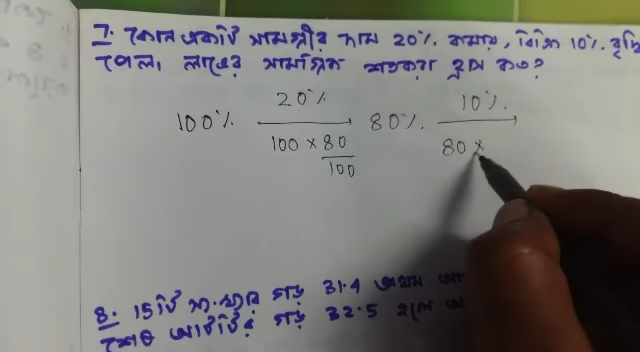 7. কোন একটি সামগ্রীর দাম 20% কমায়, বিক্রি 10% বৃদ্ধি
পেল। লাভের সামগ্রিক শতকরা হ্রাস কত?
20% 10%
100% 80%
100 × 80 80 ×
100
8. 15টি সংখ্যার গড় 31.4 প্রথম
শেষ আটটির গড় 32.5 হলে